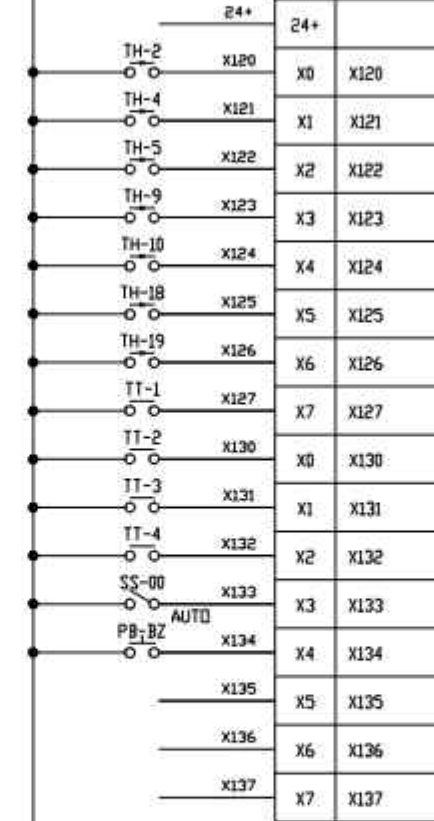 24+ 24+
TH-2 X120 X0 X120
TH-4 X121 X1 X121
TH-5 X122 X2 X122
TH-9 X123 X3 X123
TH-10 X124 X4 X124
TH-18 X125 X5 X125
TH-19 X126 X6 X126
TT-1 X127 X7 X127
TT-2 X130 X0 X130
TT-3 X131 X1 X131
TT-4 X132 X2 X132
SS-00 AUTO X133 X3 X133
PB-BZ X134 X4 X134
X135 X5 X135
X136 X6 X136
X137 X7 X137